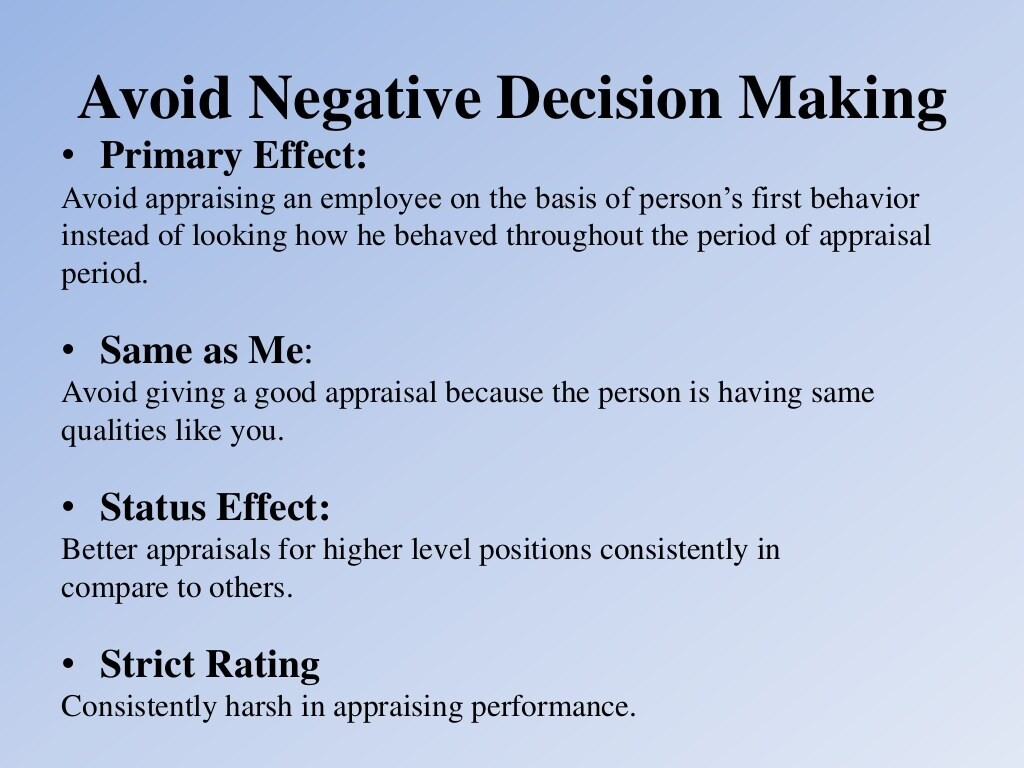 Avoid Negative Decision Making
• Primary Effect:
Avoid appraising an employee on the basis of person’s first behavior
instead of looking how he behaved throughout the period of appraisal
period.
• Same as Me:
Avoid giving a good appraisal because the person is having same
qualities like you.
• Status Effect:
Better appraisals for higher level positions consistently in
compare to others.
• Strict Rating
Consistently harsh in appraising performance.